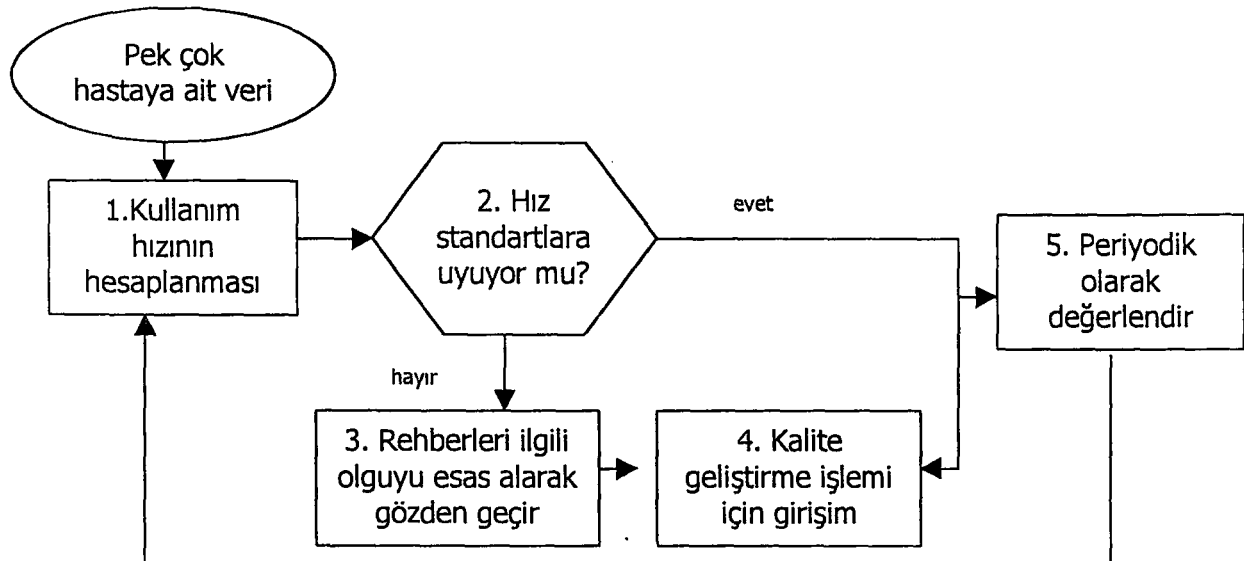 Pek çok
hastaya ait veri
1.Kullanım
hızının
hesaplanması
2. Hız
standartlara
uyuyor mu?
evet
5. Periyodik
olarak
değerlendir
hayır
3. Rehberleri ilgili
olguyu esas alarak
gözden geçir
4. Kalite
geliştirme işlemi
için girişim